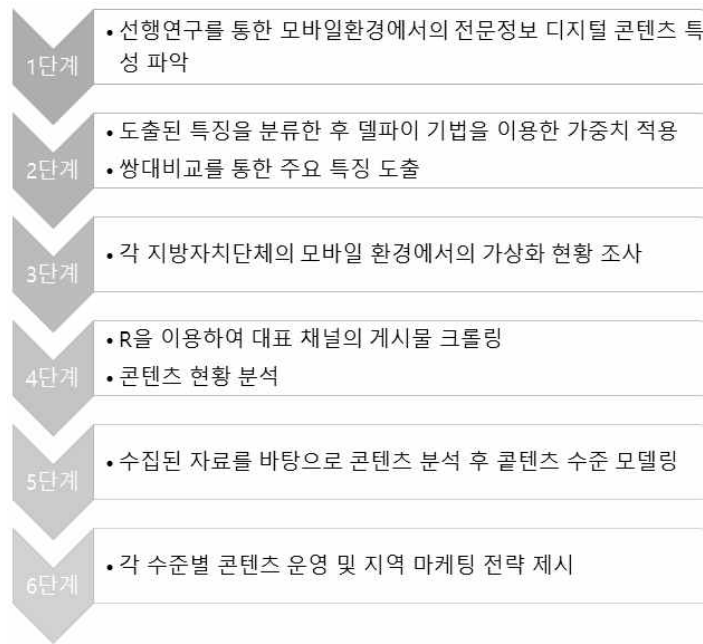 1단계
• 선행연구를 통한 모바일환경에서의 전문정보 디지털 콘텐츠 특
성 파악
2단계
• 도출된 특징을 분류한 후 델파이 기법을 이용한 가중치 적용
• 쌍대비교를 통한 주요 특징 도출
3단계
• 각 지방자치단체의 모바일 환경에서의 가상화 현황 조사
4단계
• R을 이용하여 대표 채널의 게시물 크롤링
• 콘텐츠 현황 분석
5단계
• 수집된 자료를 바탕으로 콘텐츠 분석 후 콭텐츠 수준 모델링
6단계
• 각 수준별 콘텐츠 운영 및 지역 마케팅 전략 제시